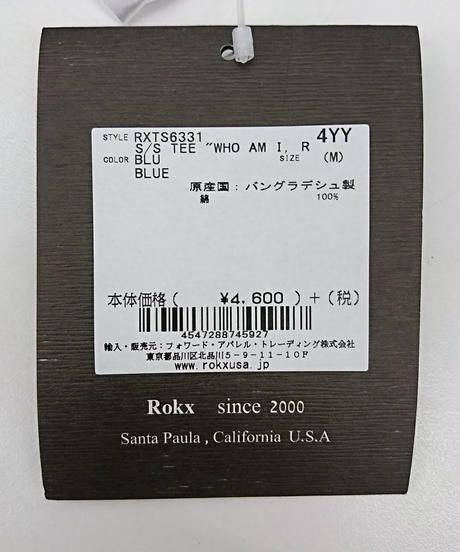 STYLE RXTS6331 4YY
S/S TEE "WHO AM I, R
COLOR BLU SIZE (M)
BLUE
原産国：バングラデシュ製
綿 100%
本体価格( ¥4,600 ) + (税)
4547288745927
輸入・販売元：フォワード・アパレル・トレーディング株式会社
東京都品川区北品川5-9-11-10F
www.rokxusa.jp
Rokx since 2000
Santa Paula , California U.S.A